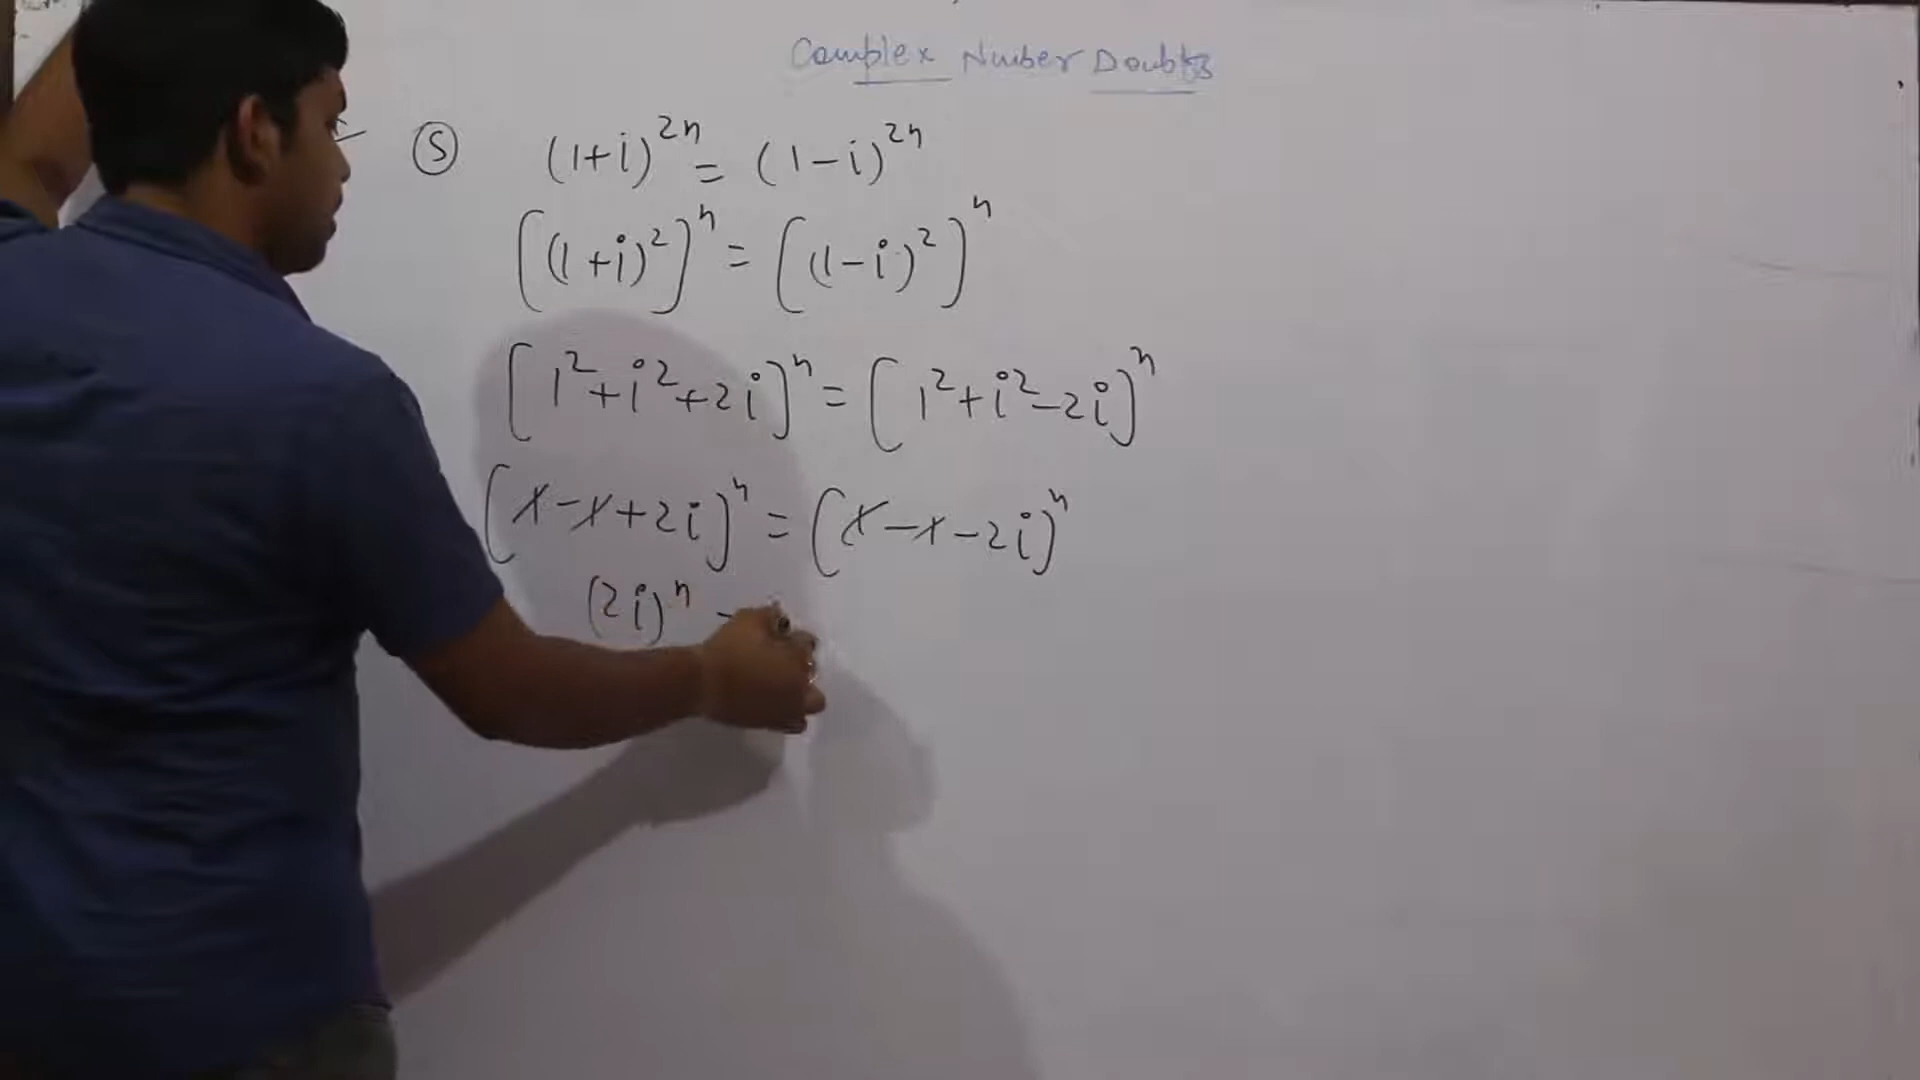 Complex Number Doubts
(5) (1+i)^2n = (1-i)^2n
[(1+i)^2]^n = [(1-i)^2]^n
[1^2+i^2+2i]^n = [1^2+i^2-2i]^n
[1-1+2i]^n = (1-1-2i)^n
(2i)^n =